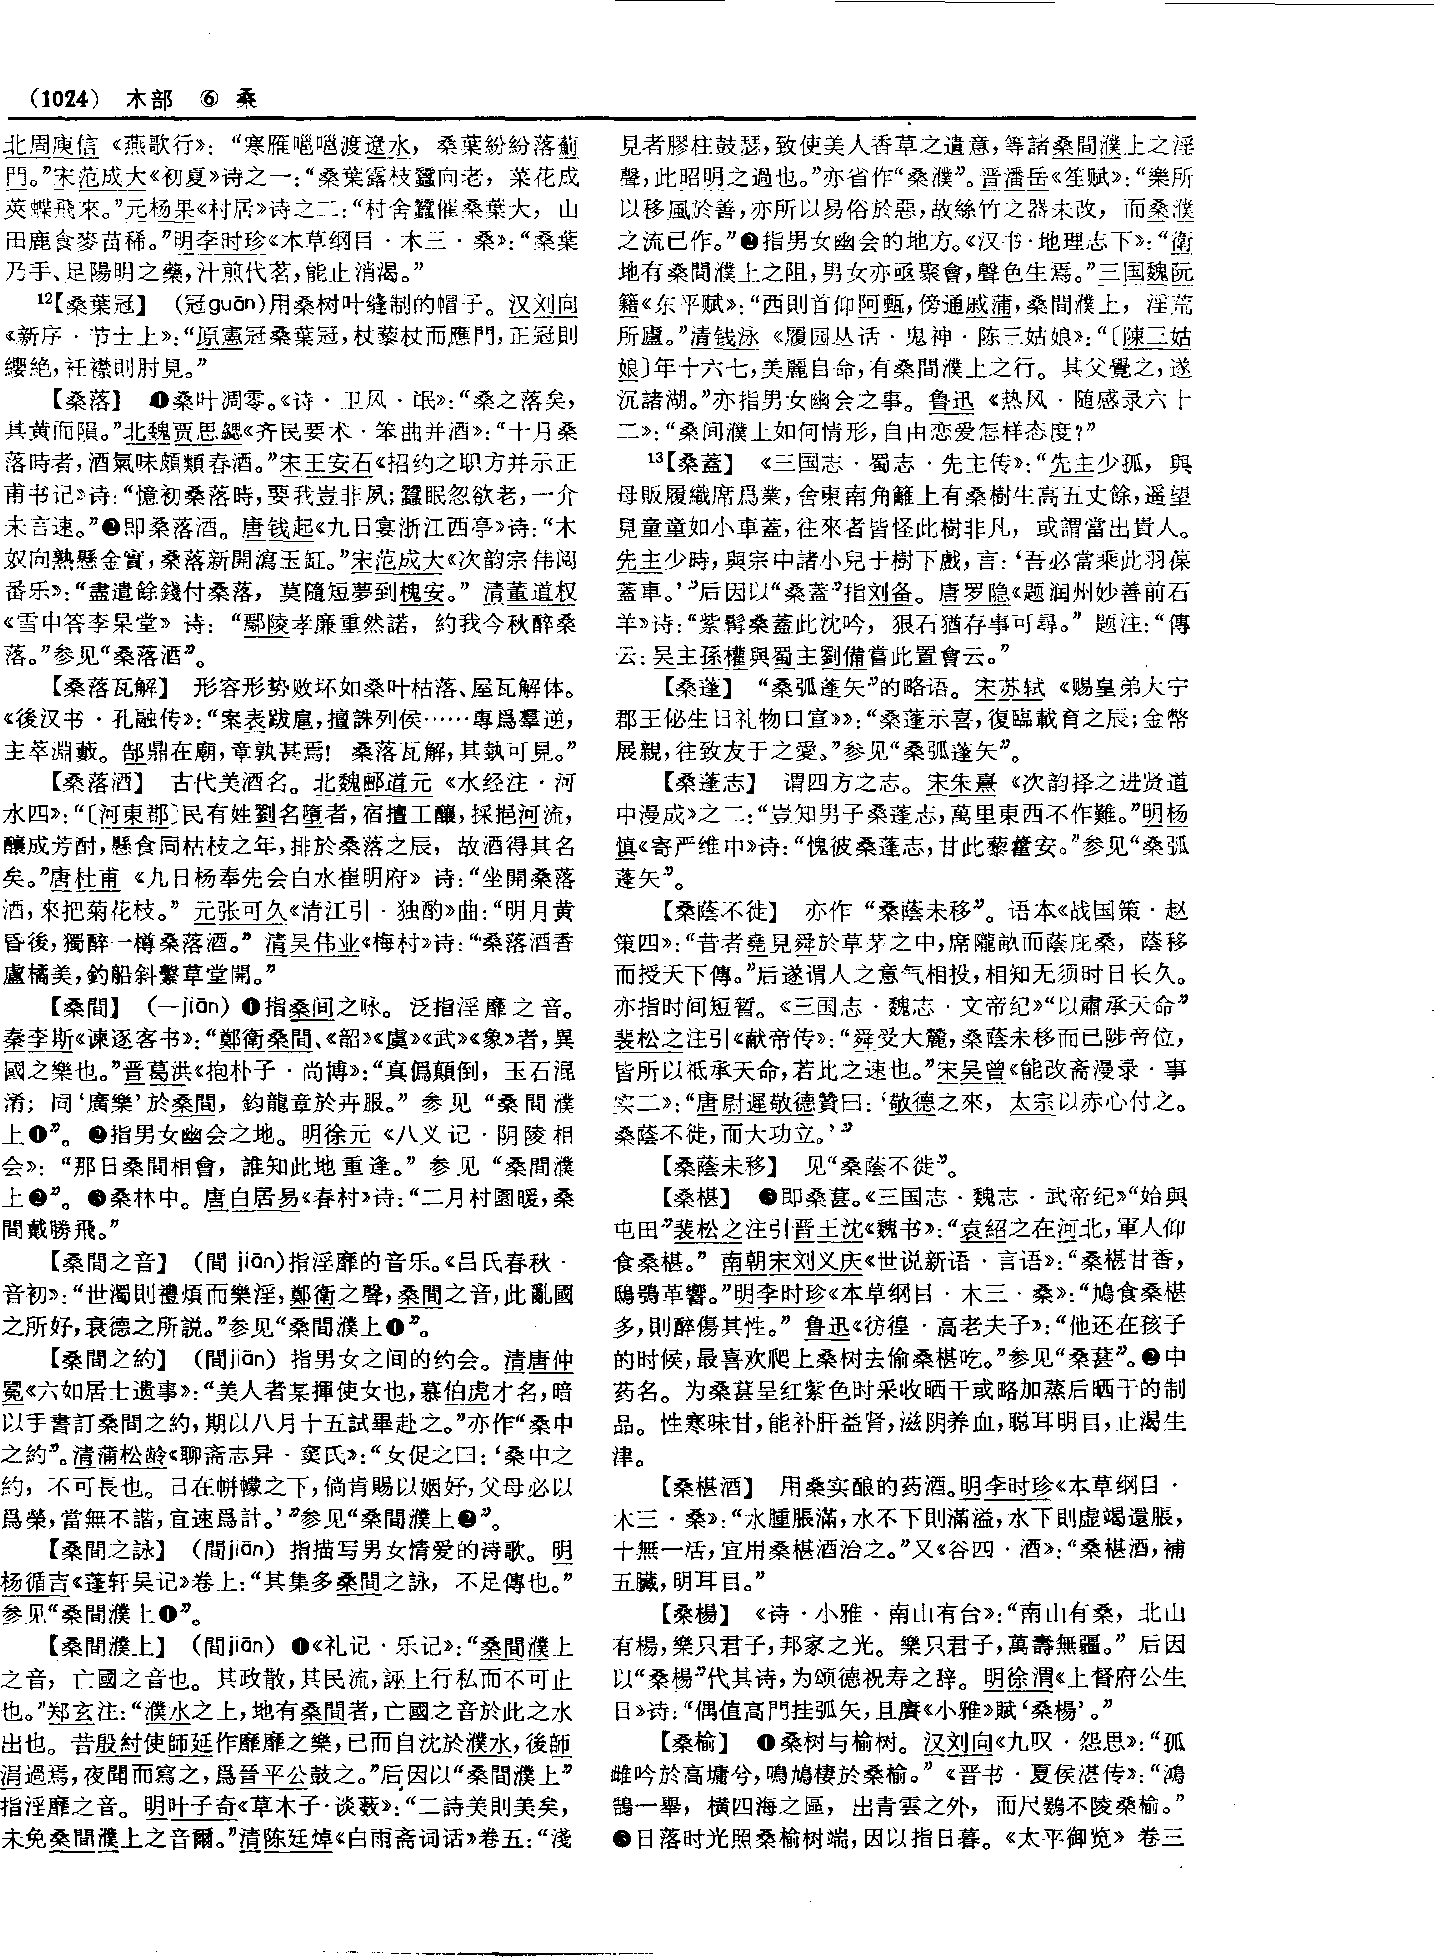 (1024) 木部 ⑥ 桑
北周庾信《燕歌行》：“寒雁嗈嗈渡遼水，桑葉紛紛落薊
門。”宋范成大《初夏》诗之一：“桑葉露枝蠶向老，菜花成
莢蝶飛來。”元杨果《村居》诗之二：“村舍蠶催桑葉大，山
田鹿食麥苗稀。”明李时珍《本草纲目·木三·桑》：“桑葉
乃手、足陽明之藥，汁煎代茗，能止消渴。”
¹²【桑葉冠】 (冠guān)用桑树叶缝制的帽子。汉刘向
《新序·节士上》：“原憲冠桑葉冠，杖藜杖而應門，正冠則
纓絶，衽襟則肘見。”
【桑落】 ❶桑叶凋零。《诗·卫风·氓》：“桑之落矣，
其黄而隕。”北魏贾思勰《齐民要术·笨曲并酒》：“十月桑
落時者，酒氣味頗類春酒。”宋王安石《招约之职方并示正
甫书记》诗：“憶初桑落時，要我豈非夙；蠶眠忽欲老，一介
未言速。”❷即桑落酒。唐钱起《九日宴浙江西亭》诗：“木
奴向熟懸金實，桑落新開瀉玉缸。”宋范成大《次韵宗伟阅
番乐》：“盡遣餘錢付桑落，莫隨短夢到槐安。”清董道权
《雪中答李杲堂》诗：“鄢陵孝廉重然諾，約我今秋醉桑
落。”参见“桑落酒”。
【桑落瓦解】 形容形势败坏如桑叶枯落、屋瓦解体。
《後汉书·孔融传》：“案表跋扈，擅誅列侯……專爲羣逆，
主萃淵藪。郜鼎在廟，章孰甚焉！桑落瓦解，其埶可見。”
【桑落酒】 古代美酒名。北魏郦道元《水经注·河
水四》：“〔河東郡〕民有姓劉名墮者，宿擅工釀，採挹河流，
釀成芳酎，懸食同枯枝之年，排於桑落之辰，故酒得其名
矣。”唐杜甫《九日杨奉先会白水崔明府》诗：“坐開桑落
酒，來把菊花枝。”元张可久《清江引·独酌》曲：“明月黄
昏後，獨醉一樽桑落酒。”清吴伟业《梅村》诗：“桑落酒香
盧橘美，釣船斜繫草堂開。”
【桑間】 (—jiān) ❶指桑间之咏。泛指淫靡之音。
秦李斯《谏逐客书》：“鄭衛桑間、《韶》《虞》《武》《象》者，異
國之樂也。”晋葛洪《抱朴子·尚博》：“真僞顛倒，玉石混
淆；同‘廣樂’於桑間，鈞龍章於卉服。”参见“桑間濮
上❶”。❷指男女幽会之地。明徐元《八义记·阴陵相
会》：“那日桑間相會，誰知此地重逢。”参见“桑間濮
上❷”。❸桑林中。唐白居易《春村》诗：“二月村園暖，桑
間戴勝飛。”
【桑間之音】 (間 jiān)指淫靡的音乐。《吕氏春秋·
音初》：“世濁則禮煩而樂淫，鄭衛之聲，桑間之音，此亂國
之所好，衰德之所説。”参见“桑間濮上❶”。
【桑間之約】 (間jiān) 指男女之间的约会。清唐仲
冕《六如居士遗事》：“美人者某揮使女也，慕伯虎才名，暗
以手書訂桑間之約，期以八月十五試畢赴之。”亦作“桑中
之約”。清蒲松龄《聊斋志异·窦氏》：“女促之曰：‘桑中之
約，不可長也。日在帡幪之下，倘肯賜以姻好，父母必以
爲榮，當無不諧，宜速爲計。’”参见“桑間濮上❷”。
【桑間之詠】 (間jiān) 指描写男女情爱的诗歌。明
杨循吉《蓬轩吴记》卷上：“其集多桑間之詠，不足傳也。”
参见“桑間濮上❶”。
【桑間濮上】 (間jiān) ❶《礼记·乐记》：“桑間濮上
之音，亡國之音也。其政散，其民流，誣上行私而不可止
也。”郑玄注：“濮水之上，地有桑間者，亡國之音於此之水
出也。昔殷紂使師延作靡靡之樂，已而自沈於濮水，後師
涓過焉，夜聞而寫之，爲晉平公鼓之。”后因以“桑間濮上”
指淫靡之音。明叶子奇《草木子·谈薮》：“二詩美則美矣，
未免桑間濮上之音爾。”清陈廷焯《白雨斋词话》卷五：“淺
見者膠柱鼓瑟，致使美人香草之遺意，等諸桑間濮上之淫
聲，此昭明之過也。”亦省作“桑濮”。晋潘岳《笙赋》：“樂所
以移風於善，亦所以易俗於惡，故絲竹之器未改，而桑濮
之流已作。”❷指男女幽会的地方。《汉书·地理志下》：“衛
地有桑間濮上之阻，男女亦亟聚會，聲色生焉。”三国魏阮
籍《东平赋》：“西則首仰阿甄，傍通戚蒲，桑間濮上，淫荒
所廬。”清钱泳《履园丛话·鬼神·陈三姑娘》：“〔陳三姑
娘〕年十六七，美麗自命，有桑間濮上之行。其父覺之，遂
沉諸湖。”亦指男女幽会之事。鲁迅《热风·随感录六十
二》：“桑间濮上如何情形，自由恋爱怎样态度？”
¹³【桑蓋】 《三国志·蜀志·先主传》：“先主少孤，與
母販履織席爲業，舍東南角籬上有桑樹生高五丈餘，遥望
見童童如小車蓋，往來者皆怪此樹非凡，或謂當出貴人。
先主少時，與宗中諸小兒于樹下戲，言：‘吾必當乘此羽葆
蓋車。’”后因以“桑蓋”指刘备。唐罗隐《题润州妙善前石
羊》诗：“紫髯桑蓋此沈吟，狠石猶存事可尋。”题注：“傳
云：吴主孫權與蜀主劉備嘗此置會云。”
【桑蓬】 “桑弧蓬矢”的略语。宋苏轼《赐皇弟大宁
郡王佖生日礼物口宣》》：“桑蓬示喜，復臨載育之辰；金幣
展親，往致友于之愛。”参见“桑弧蓬矢”。
【桑蓬志】 谓四方之志。宋朱熹《次韵择之进贤道
中漫成》之二：“豈知男子桑蓬志，萬里東西不作難。”明杨
慎《寄严维中》诗：“愧彼桑蓬志，甘此藜藿安。”参见“桑弧
蓬矢”。
【桑蔭不徙】 亦作“桑蔭未移”。语本《战国策·赵
策四》：“昔者堯見舜於草茅之中，席隴畝而蔭庇桑，蔭移
而授天下傳。”后遂谓人之意气相投，相知无须时日长久。
亦指时间短暂。《三国志·魏志·文帝纪》“以肅承天命”
裴松之注引《献帝传》：“舜受大麓，桑蔭未移而已陟帝位，
皆所以祗承天命，若此之速也。”宋吴曾《能改斋漫录·事
实二》：“唐尉遲敬德贊曰：‘敬德之來，太宗以赤心付之。
桑蔭不徙，而大功立。’”
【桑蔭未移】 见“桑蔭不徙”。
【桑椹】 ❶即桑葚。《三国志·魏志·武帝纪》“始與
屯田”裴松之注引晋王沈《魏书》：“袁紹之在河北，軍人仰
食桑椹。”南朝宋刘义庆《世说新语·言语》：“桑椹甘香，
鴟鴞革響。”明李时珍《本草纲目·木三·桑》：“鳩食桑椹
多，則醉傷其性。”鲁迅《彷徨·高老夫子》：“他还在孩子
的时候，最喜欢爬上桑树去偷桑椹吃。”参见“桑葚”。❷中
药名。为桑葚呈红紫色时采收晒干或略加蒸后晒干的制
品。性寒味甘，能补肝益肾，滋阴养血，聪耳明目，止渴生
津。
【桑椹酒】 用桑实酿的药酒。明李时珍《本草纲目·
木三·桑》：“水腫脹滿，水不下則滿溢，水下則虚竭還脹，
十無一活，宜用桑椹酒治之。”又《谷四·酒》：“桑椹酒，補
五臟，明耳目。”
【桑楊】 《诗·小雅·南山有台》：“南山有桑，北山
有楊，樂只君子，邦家之光。樂只君子，萬壽無疆。”后因
以“桑楊”代其诗，为颂德祝寿之辞。明徐渭《上督府公生
日》诗：“偶值高門挂弧矢，且賡《小雅》賦‘桑楊’。”
【桑榆】 ❶桑树与榆树。汉刘向《九叹·怨思》：“孤
雌吟於高墉兮，鳴鳩棲於桑榆。”《晋书·夏侯湛传》：“鴻
鵠一舉，横四海之區，出青雲之外，而尺鷃不陵桑榆。”
❷日落时光照桑榆树端，因以指日暮。《太平御览》卷三